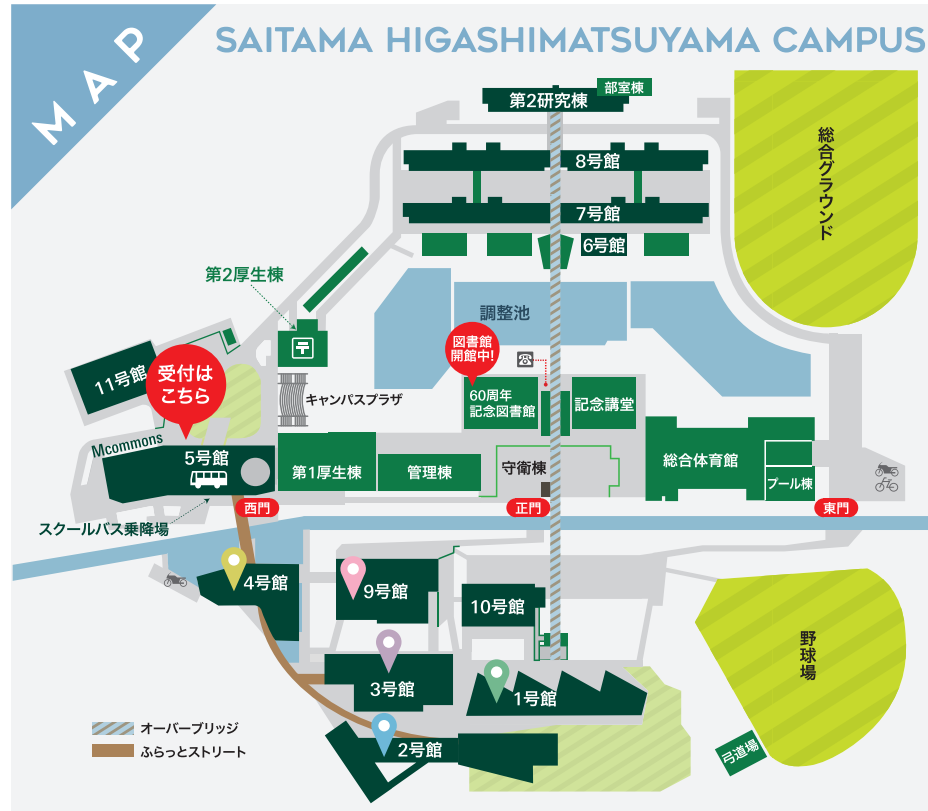 MAP
SAITAMA HIGASHIMATSUYAMA CAMPUS
部室棟
第2研究棟
総合グラウンド
8号館
7号館
6号館
第2厚生棟
〒
調整池
図書館
開館中!
11号館
受付は
こちら
キャンパスプラザ
60周年
記念図書館
記念講堂
Mcommons
5号館
第1厚生棟
管理棟
守衛棟
総合体育館
プール棟
西門
正門
東門
スクールバス乗降場
4号館
9号館
10号館
野球場
3号館
1号館
2号館
弓道場
オーバーブリッジ
ふらっとストリート